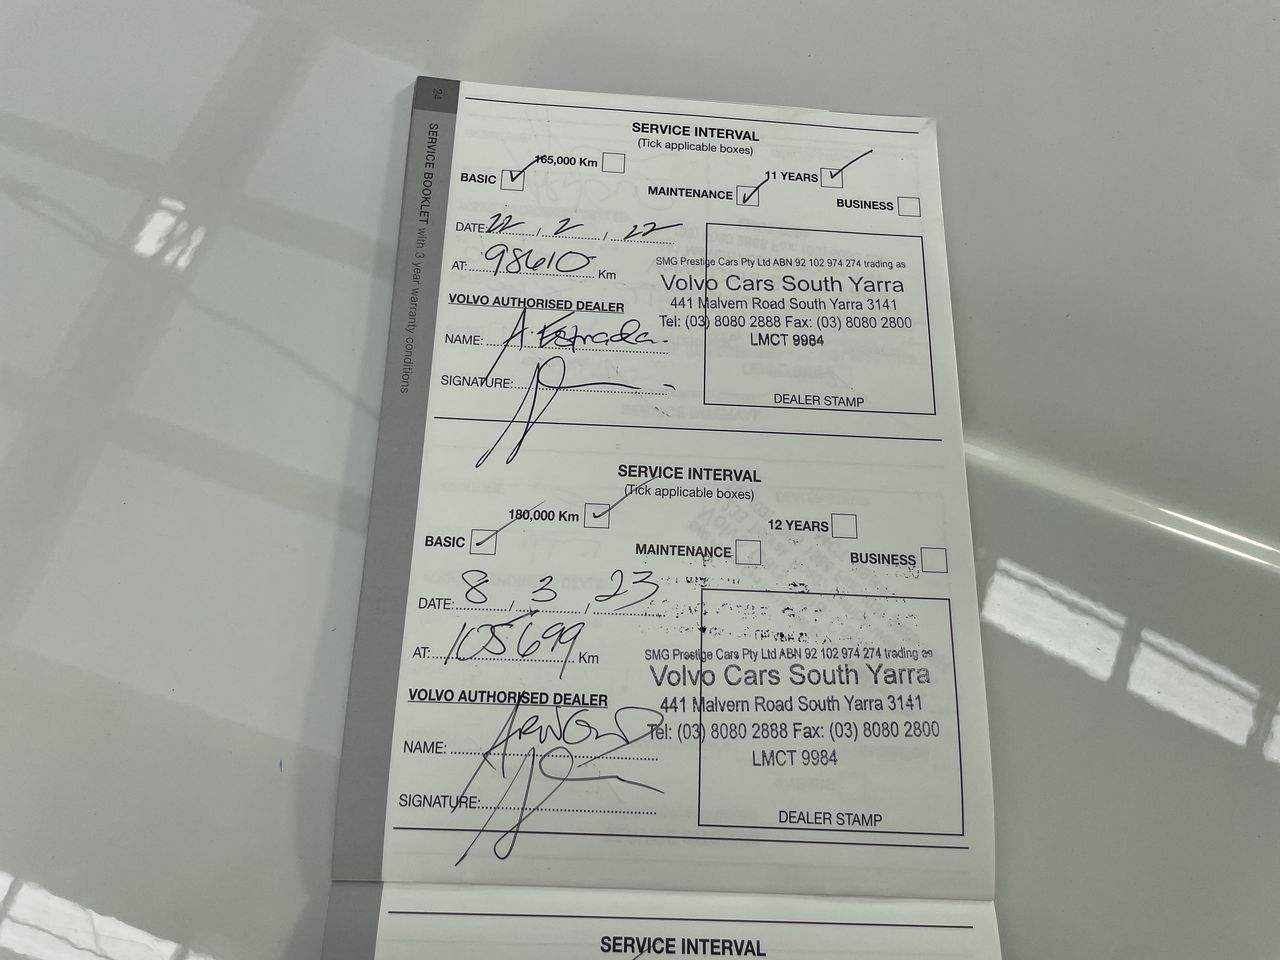 24
SERVICE BOOKLET with 3 year warranty conditions
SERVICE INTERVAL
(Tick applicable boxes)
165,000 Km
11 YEARS
BASIC
MAINTENANCE
BUSINESS
DATE: 22 / 2 / 22
AT: 98610 Km
VOLVO AUTHORISED DEALER
NAME: A. Estrada.
SIGNATURE:
SMG Prestige Cars Pty Ltd ABN 92 102 974 274 trading as
Volvo Cars South Yarra
441 Malvern Road South Yarra 3141
Tel: (03) 8080 2888 Fax: (03) 8080 2800
LMCT 9984
DEALER STAMP
SERVICE INTERVAL
(Tick applicable boxes)
180,000 Km
12 YEARS
BASIC
MAINTENANCE
BUSINESS
DATE: 8 / 3 / 23
AT: 105699 Km
VOLVO AUTHORISED DEALER
NAME:
SIGNATURE:
SMG Prestige Cars Pty Ltd ABN 92 102 974 274 trading as
Volvo Cars South Yarra
441 Malvern Road South Yarra 3141
Tel: (03) 8080 2888 Fax: (03) 8080 2800
LMCT 9984
DEALER STAMP
SERVICE INTERVAL